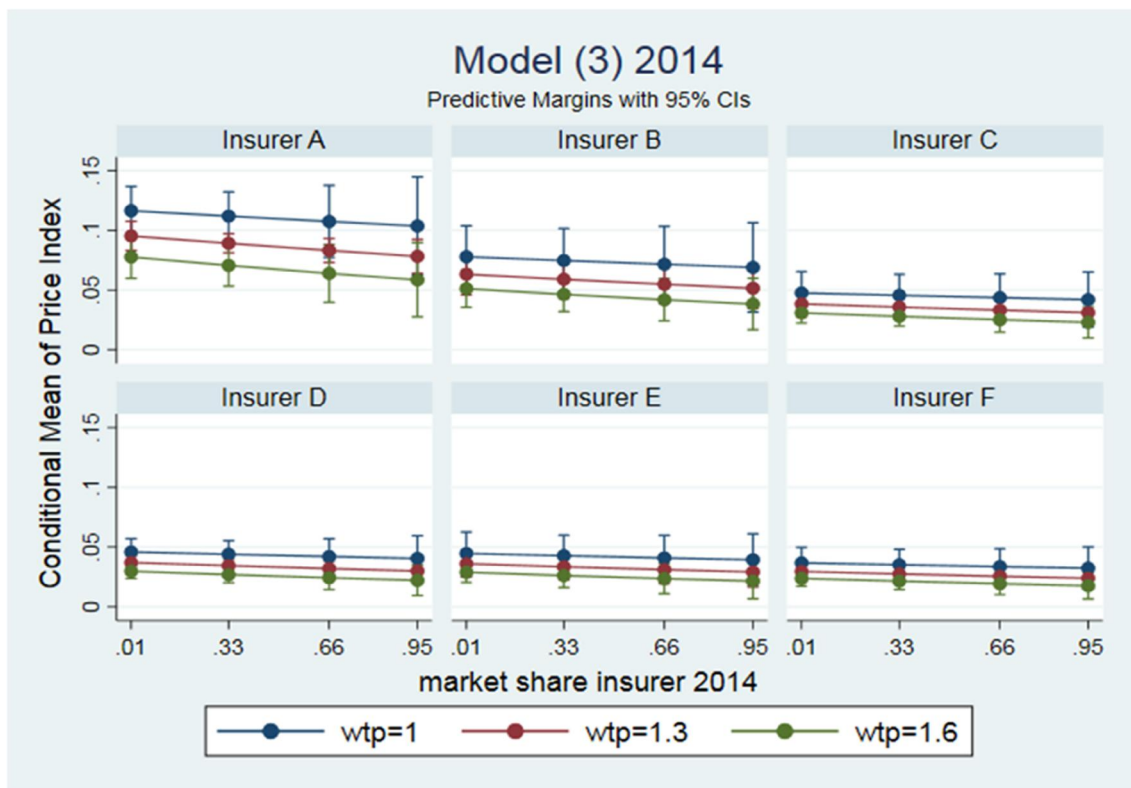 Model (3) 2014
Predictive Margins with 95% CIs
Insurer A Insurer B Insurer C
.15
.1
.05
0
Insurer D Insurer E Insurer F
.15
.1
.05
0
Conditional Mean of Price Index
.01 .33 .66 .95 .01 .33 .66 .95 .01 .33 .66 .95
market share insurer 2014
wtp=1 wtp=1.3 wtp=1.6